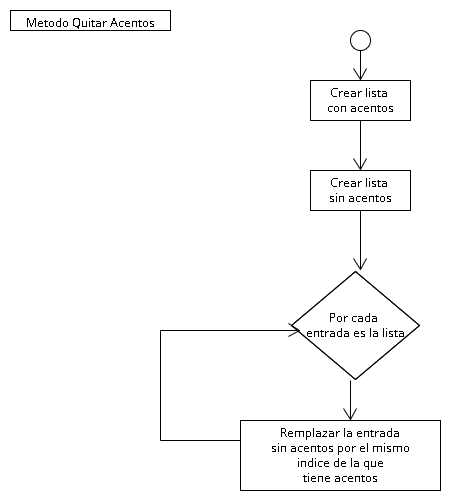 Metodo Quitar Acentos
Crear lista
con acentos
Crear lista
sin acentos
Por cada
entrada es la lista
Remplazar la entrada
sin acentos por el mismo
indice de la que
tiene acentos